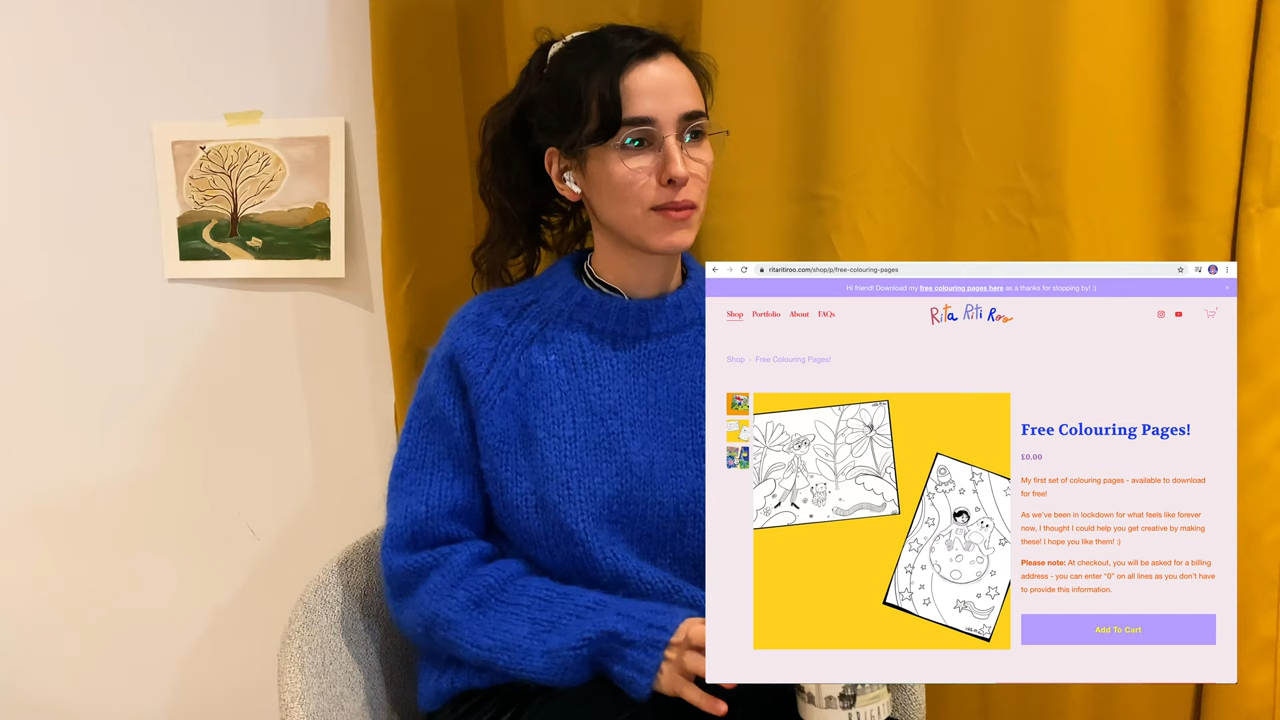 ritaritiroo.com/shop/p/free-colouring-pages
Hi friend! Download my free colouring pages here as a thanks for stopping by! :)
Shop Portfolio About FAQs
Rita Riti Roo
Shop - Free Colouring Pages!
Free Colouring Pages!
£0.00
My first set of colouring pages - available to download
for free!
As we've been in lockdown for what feels like forever
now, I thought I could help you get creative by making
these! I hope you like them! :)
Please note: At checkout, you will be asked for a billing
address - you can enter "0" on all lines as you don't have
to provide this information.
Add To Cart